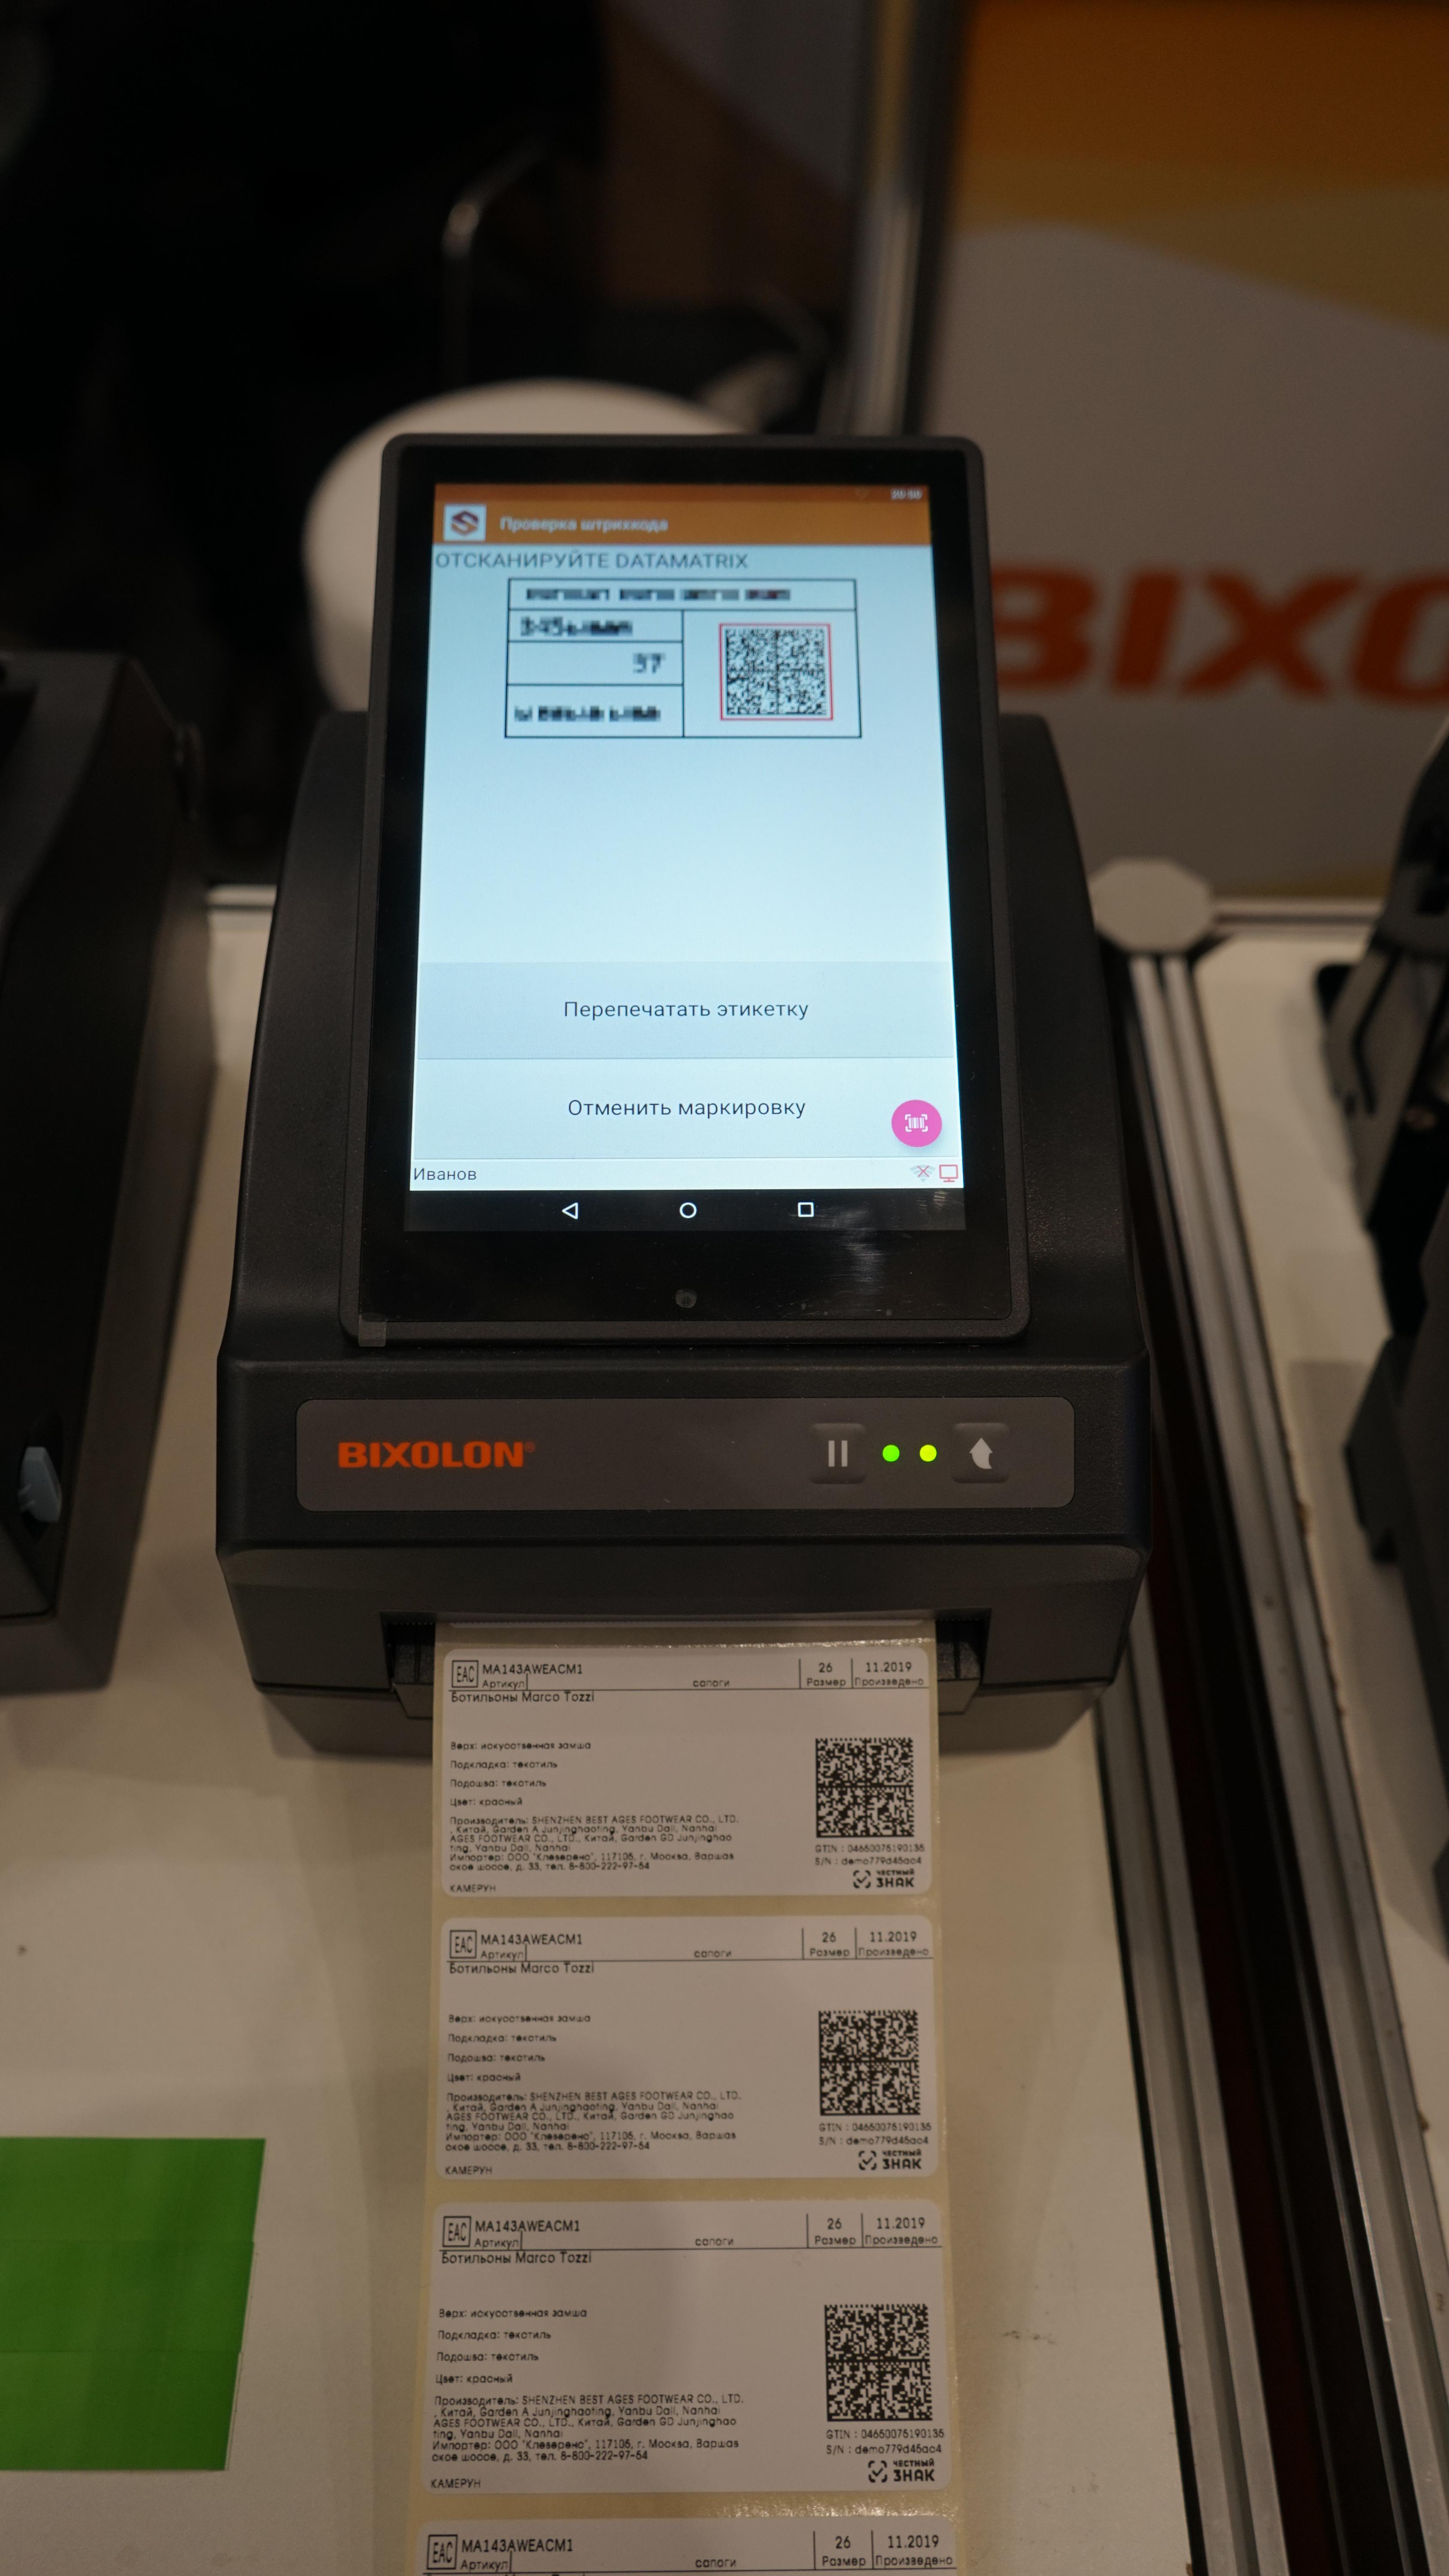 20:50
Проверка штрихкода
ОТСКАНИРУЙТЕ DATAMATRIX
37
Перепечатать этикетку
Отменить маркировку
Иванов
BIXO
BIXOLON®
EAC MA143AWEACM1 26 11.2019
Артикул сапоги Размер Произведено
Ботильоны Marco Tozzi
Верх: искусственная замша
Подкладка: текстиль
Подошва: текстиль
Цвет: красный
Производитель: SHENZHEN BEST AGES FOOTWEAR CO., LTD.
, Китай, Garden A Junjinghaoting, Yanbu Dali, Nanhai
AGES FOOTWEAR CO., LTD., Китай, Garden GD Junjinghao
ting, Yanbu Dali, Nanhai
Импортер: ООО "Клеверенс", 117105, г. Москва, Варшав
ское шоссе, д. 33, тел. 8-800-222-97-54
КАМЕРУН
GTIN : 04650075190135
S/N : demo779d45ac4
ЧЕСТНЫЙ
ЗНАК
EAC MA143AWEACM1 26 11.2019
Артикул сапоги Размер Произведено
Ботильоны Marco Tozzi
Верх: искусственная замша
Подкладка: текстиль
Подошва: текстиль
Цвет: красный
Производитель: SHENZHEN BEST AGES FOOTWEAR CO., LTD.
, Китай, Garden A Junjinghaoting, Yanbu Dali, Nanhai
AGES FOOTWEAR CO., LTD., Китай, Garden GD Junjinghao
ting, Yanbu Dali, Nanhai
Импортер: ООО "Клеверенс", 117105, г. Москва, Варшав
ское шоссе, д. 33, тел. 8-800-222-97-54
КАМЕРУН
GTIN : 04650075190135
S/N : demo779d45ac4
ЧЕСТНЫЙ
ЗНАК
EAC MA143AWEACM1 26 11.2019
Артикул сапоги Размер Произведено
Ботильоны Marco Tozzi
Верх: искусственная замша
Подкладка: текстиль
Подошва: текстиль
Цвет: красный
Производитель: SHENZHEN BEST AGES FOOTWEAR CO., LTD.
, Китай, Garden A Junjinghaoting, Yanbu Dali, Nanhai
AGES FOOTWEAR CO., LTD., Китай, Garden GD Junjinghao
ting, Yanbu Dali, Nanhai
Импортер: ООО "Клеверенс", 117105, г. Москва, Варшав
ское шоссе, д. 33, тел. 8-800-222-97-54
КАМЕРУН
GTIN : 04650075190135
S/N : demo779d45ac4
ЧЕСТНЫЙ
ЗНАК
EAC MA143AWEACM1 26 11.2019
Артикул сапоги Размер Произведено